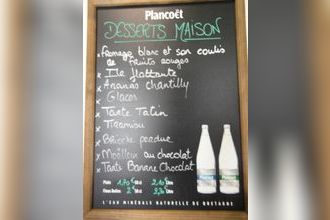 Plancoët
DESSERTS MAISON
x fromage blanc et son coulis
de fruits rouges
x Ile flottante
x Ananas chantilly
x Glaces
x Tarte Tatin
x Tiramisu
x Brioche perdue
x Moëlleux au chocolat
x Tarte Banane Chocolat
L'EAU MINÉRALE NATURELLE DE BRETAGNE